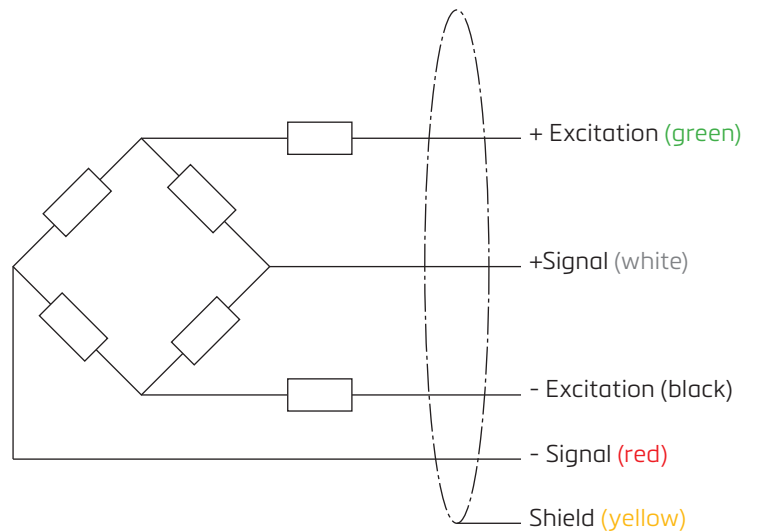 + Excitation (green)
+Signal (white)
- Excitation (black)
- Signal (red)
Shield (yellow)